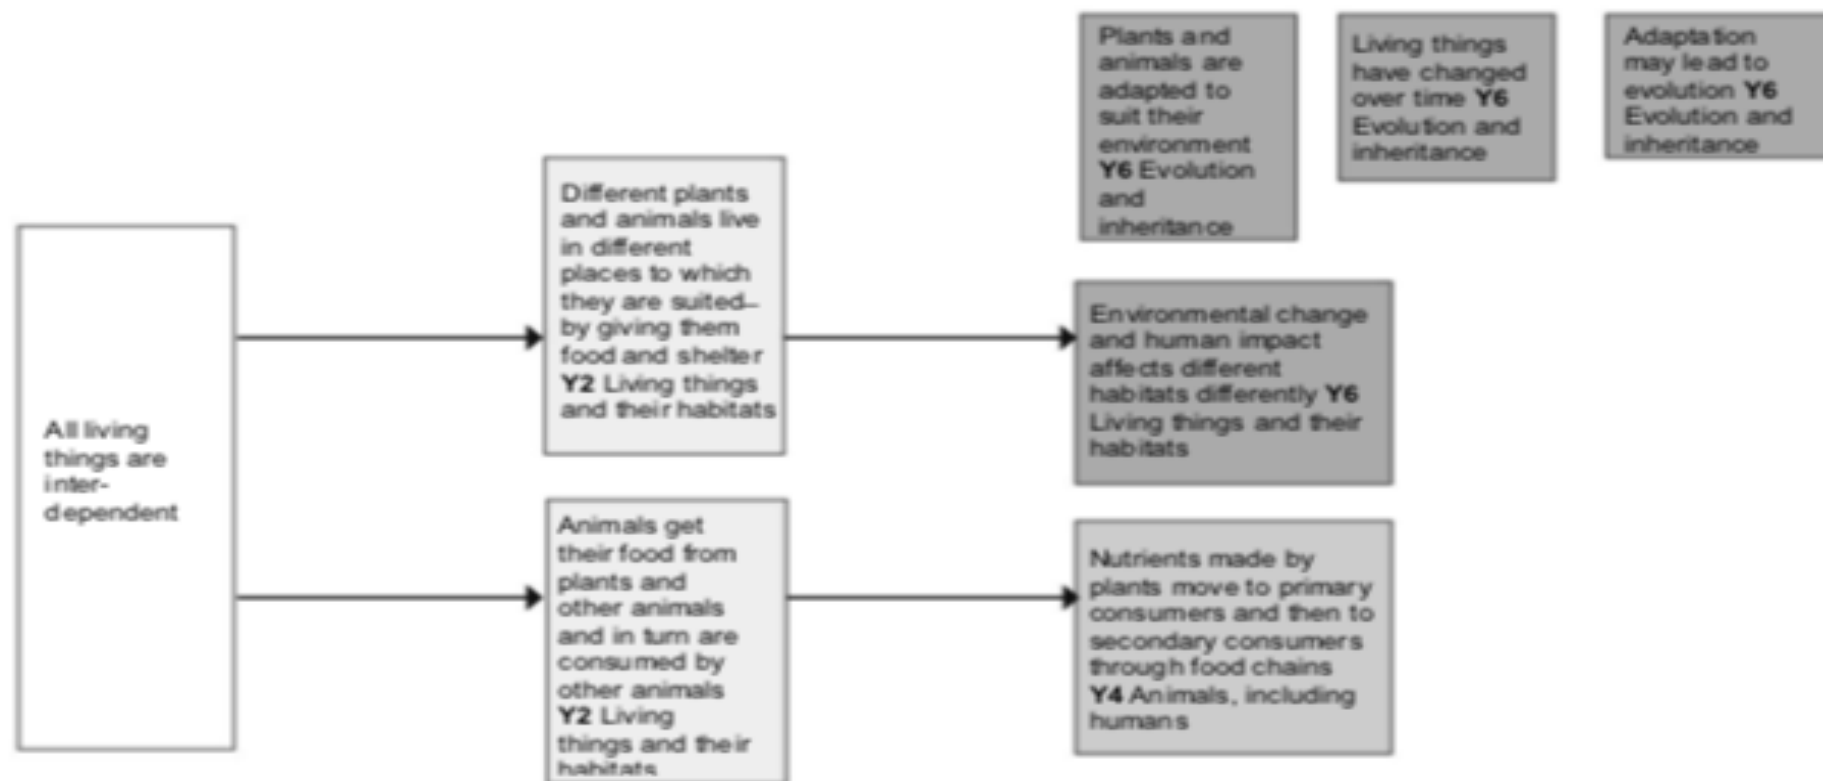 Plants and
animals are
adapted to
suit their
environment
Y6 Evolution
and
inheritance
Living things
have changed
over time Y6
Evolution and
inheritance
Adaptation
may lead to
evolution Y6
Evolution and
inheritance
Different plants
and animals live
in different
places to which
they are suited–
by giving them
food and shelter
Y2 Living things
and their habitats
Environmental change
and human impact
affects different
habitats differently Y6
Living things and their
habitats
All living
things are
inter-
dependent
Animals get
their food from
plants and
other animals
and in turn are
consumed by
other animals
Y2 Living
things and their
habitats
Nutrients made by
plants move to primary
consumers and then to
secondary consumers
through food chains
Y4 Animals, including
humans